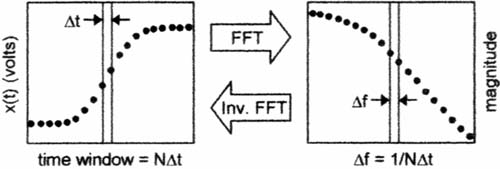 x(t) (volts)
Δt
time window = NΔt
FFT
Inv. FFT
Δf
magnitude
Δf = 1/NΔt